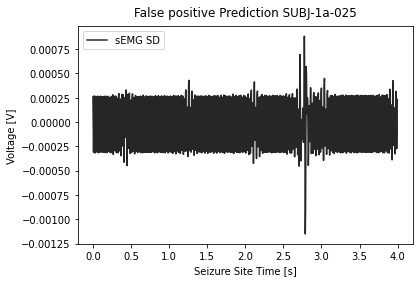 False positive Prediction SUBJ-1a-025
sEMG SD
0.00075
0.00050
0.00025
0.00000
−0.00025
−0.00050
−0.00075
−0.00100
−0.00125
Voltage [V]
0.0 0.5 1.0 1.5 2.0 2.5 3.0 3.5 4.0
Seizure Site Time [s]